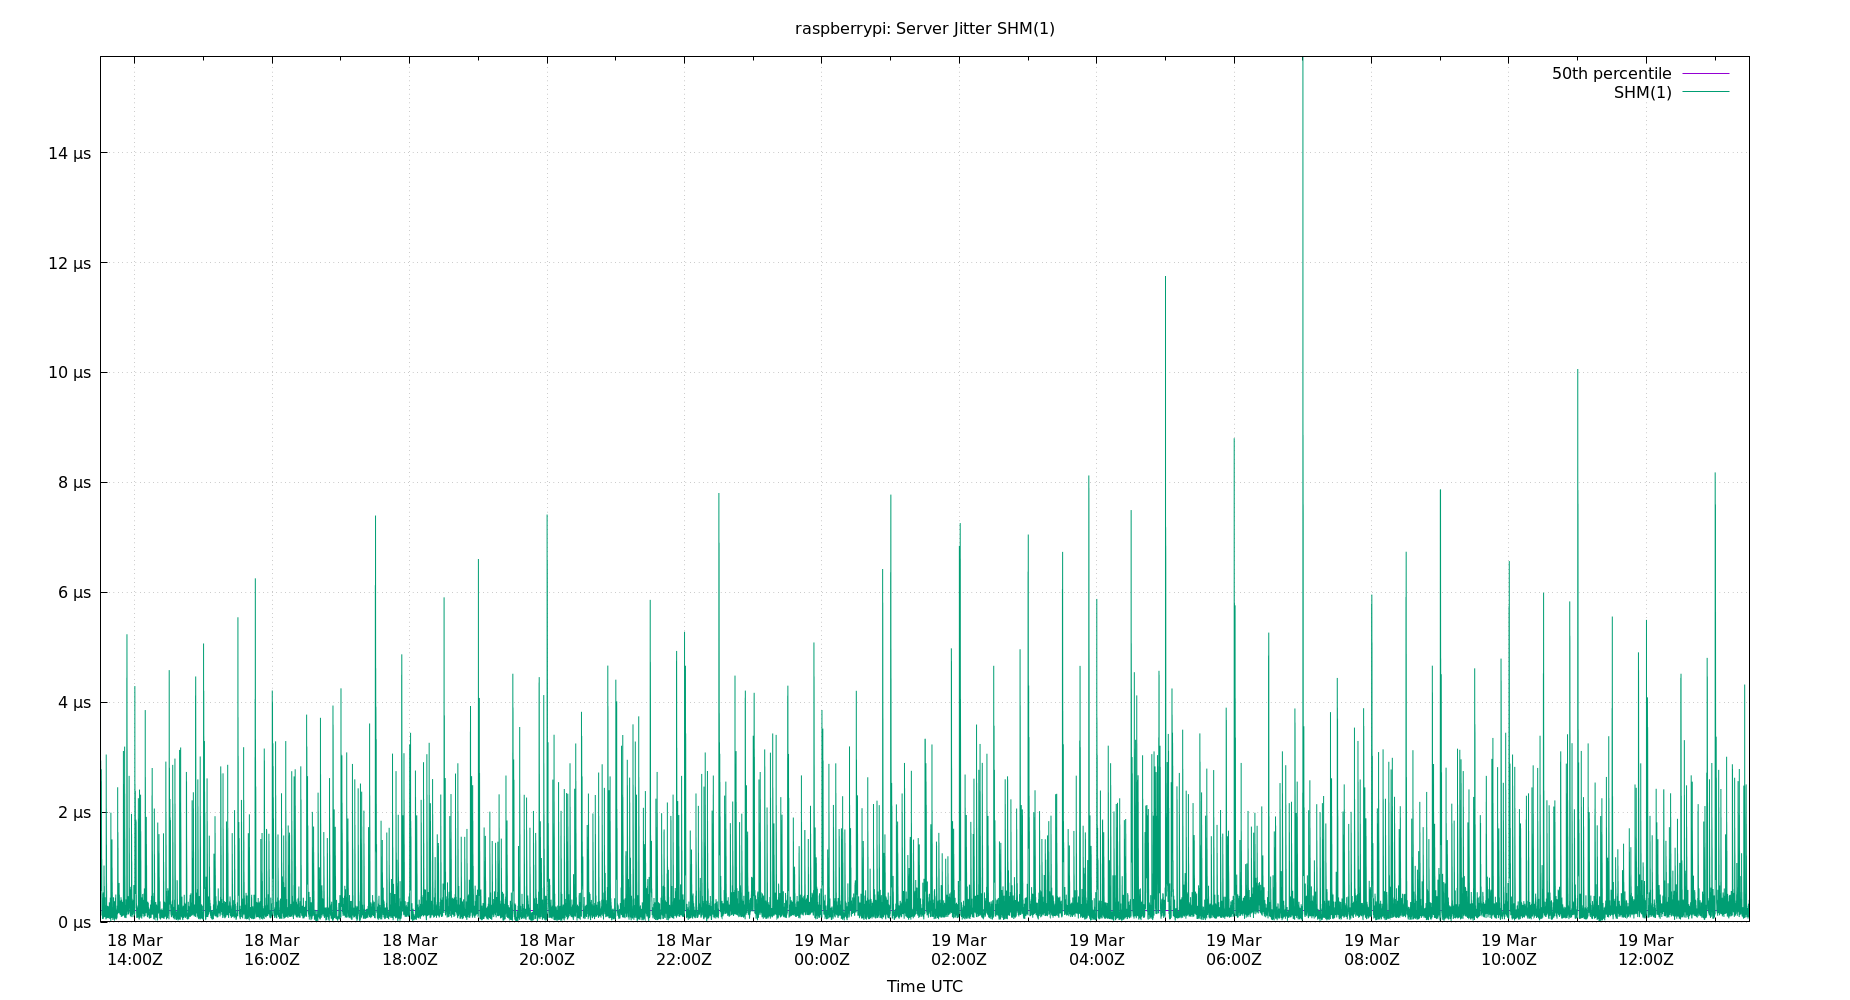 raspberrypi: Server Jitter SHM(1)
50th percentile
SHM(1)
14 µs
12 µs
10 µs
8 µs
6 µs
4 µs
2 µs
0 µs
18 Mar 18 Mar 18 Mar 18 Mar 18 Mar 19 Mar 19 Mar 19 Mar 19 Mar 19 Mar 19 Mar 19 Mar
14:00Z 16:00Z 18:00Z 20:00Z 22:00Z 00:00Z 02:00Z 04:00Z 06:00Z 08:00Z 10:00Z 12:00Z
Time UTC